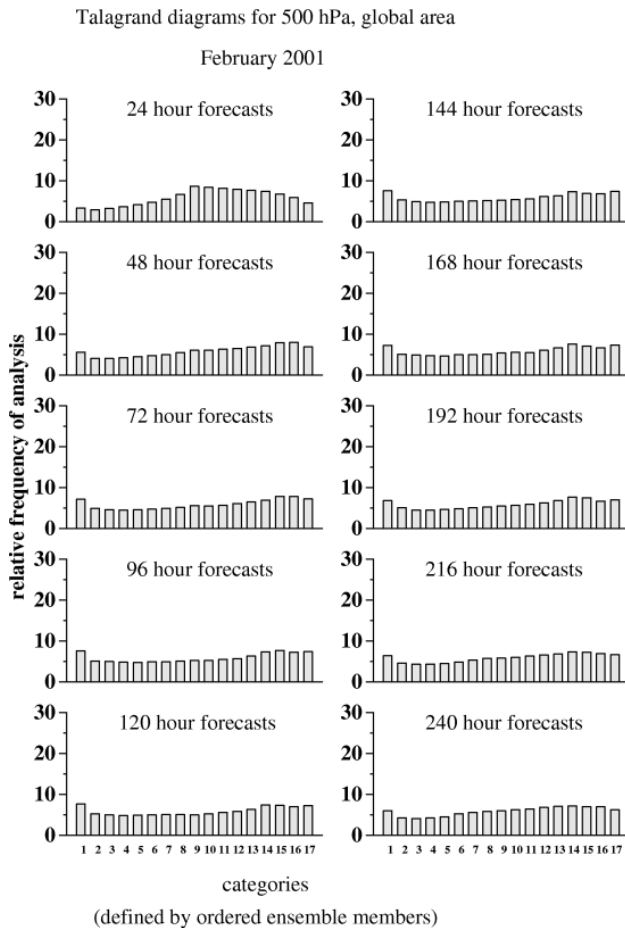 Talagrand diagrams for 500 hPa, global area
February 2001
relative frequency of analysis
30
20
10
0
24 hour forecasts
30
20
10
0
144 hour forecasts
30
20
10
0
48 hour forecasts
30
20
10
0
168 hour forecasts
30
20
10
0
72 hour forecasts
30
20
10
0
192 hour forecasts
30
20
10
0
96 hour forecasts
30
20
10
0
216 hour forecasts
30
20
10
0
120 hour forecasts
1 2 3 4 5 6 7 8 9 10 11 12 13 14 15 16 17
30
20
10
0
240 hour forecasts
1 2 3 4 5 6 7 8 9 10 11 12 13 14 15 16 17
categories
(defined by ordered ensemble members)